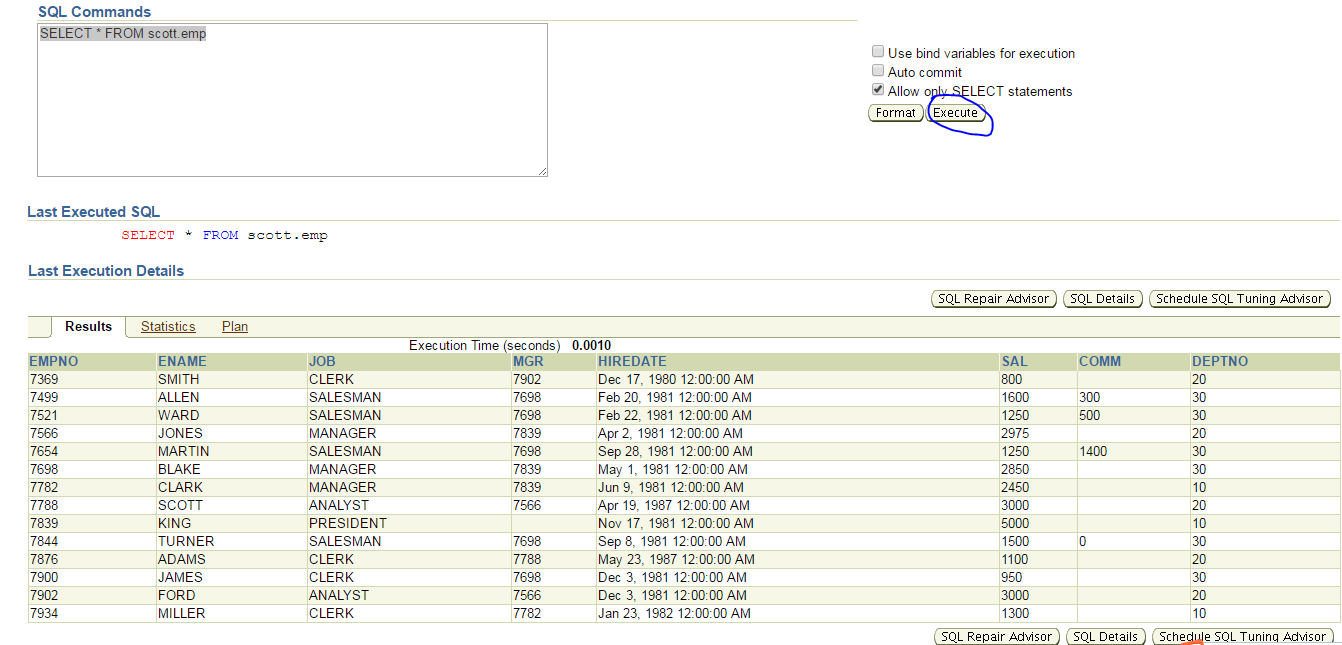 SQL Commands
SELECT * FROM scott.emp
Use bind variables for execution
Auto commit
Allow only SELECT statements
Format Execute
Last Executed SQL
SELECT * FROM scott.emp
Last Execution Details
SQL Repair Advisor SQL Details Schedule SQL Tuning Advisor
Results Statistics Plan
Execution Time (seconds) 0.0010
EMPNO ENAME JOB MGR HIREDATE SAL COMM DEPTNO
7369 SMITH CLERK 7902 Dec 17, 1980 12:00:00 AM 800 20
7499 ALLEN SALESMAN 7698 Feb 20, 1981 12:00:00 AM 1600 300 30
7521 WARD SALESMAN 7698 Feb 22, 1981 12:00:00 AM 1250 500 30
7566 JONES MANAGER 7839 Apr 2, 1981 12:00:00 AM 2975 20
7654 MARTIN SALESMAN 7698 Sep 28, 1981 12:00:00 AM 1250 1400 30
7698 BLAKE MANAGER 7839 May 1, 1981 12:00:00 AM 2850 30
7782 CLARK MANAGER 7839 Jun 9, 1981 12:00:00 AM 2450 10
7788 SCOTT ANALYST 7566 Apr 19, 1987 12:00:00 AM 3000 20
7839 KING PRESIDENT Nov 17, 1981 12:00:00 AM 5000 10
7844 TURNER SALESMAN 7698 Sep 8, 1981 12:00:00 AM 1500 0 30
7876 ADAMS CLERK 7788 May 23, 1987 12:00:00 AM 1100 20
7900 JAMES CLERK 7698 Dec 3, 1981 12:00:00 AM 950 30
7902 FORD ANALYST 7566 Dec 3, 1981 12:00:00 AM 3000 20
7934 MILLER CLERK 7782 Jan 23, 1982 12:00:00 AM 1300 10
SQL Repair Advisor SQL Details Schedule SQL Tuning Advisor